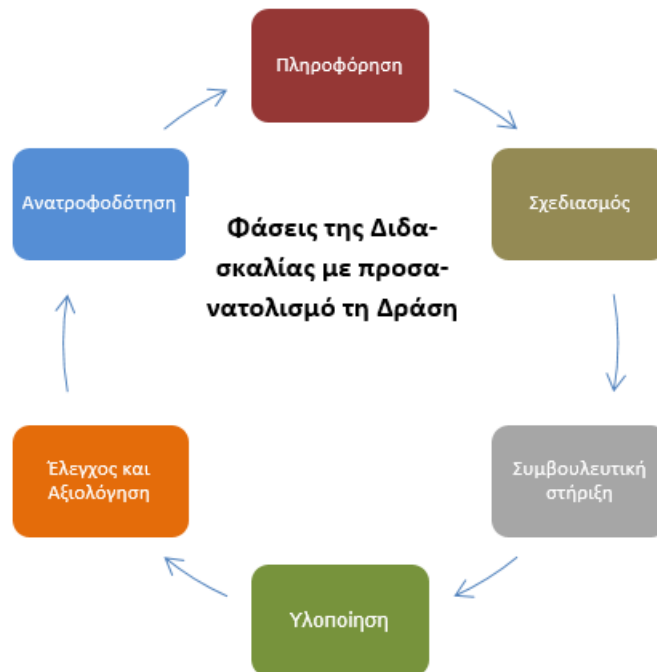 Πληροφόρηση
Σχεδιασμός
Συμβουλευτική
στήριξη
Υλοποίηση
Έλεγχος και
Αξιολόγηση
Ανατροφοδότηση
Φάσεις της Διδα-
σκαλίας με προσα-
νατολισμό τη Δράση